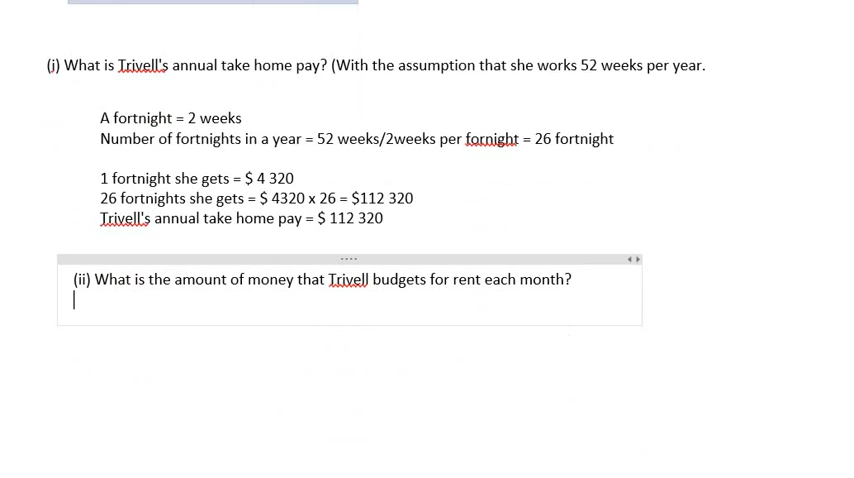 (i) What is Trivell's annual take home pay? (With the assumption that she works 52 weeks per year.
A fortnight = 2 weeks
Number of fortnights in a year = 52 weeks/2weeks per fornight = 26 fortnight
1 fortnight she gets = $ 4 320
26 fortnights she gets = $ 4320 x 26 = $112 320
Trivell's annual take home pay = $ 112 320
(ii) What is the amount of money that Trivell budgets for rent each month?